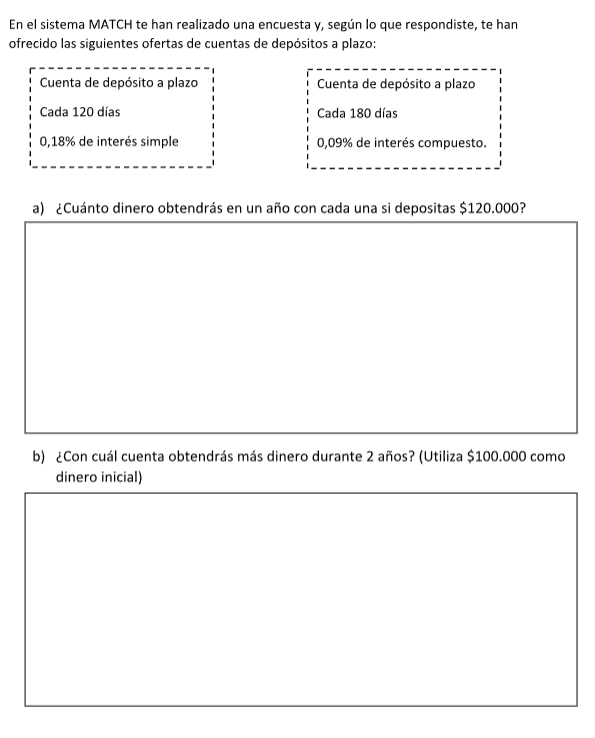 En el sistema MATCH te han realizado una encuesta y, según lo que respondiste, te han
ofrecido las siguientes ofertas de cuentas de depósitos a plazo:
Cuenta de depósito a plazo
Cada 120 días
0,18% de interés simple
Cuenta de depósito a plazo
Cada 180 días
0,09% de interés compuesto.
a) ¿Cuánto dinero obtendrás en un año con cada una si depositas $120.000?
b) ¿Con cuál cuenta obtendrás más dinero durante 2 años? (Utiliza $100.000 como
dinero inicial)